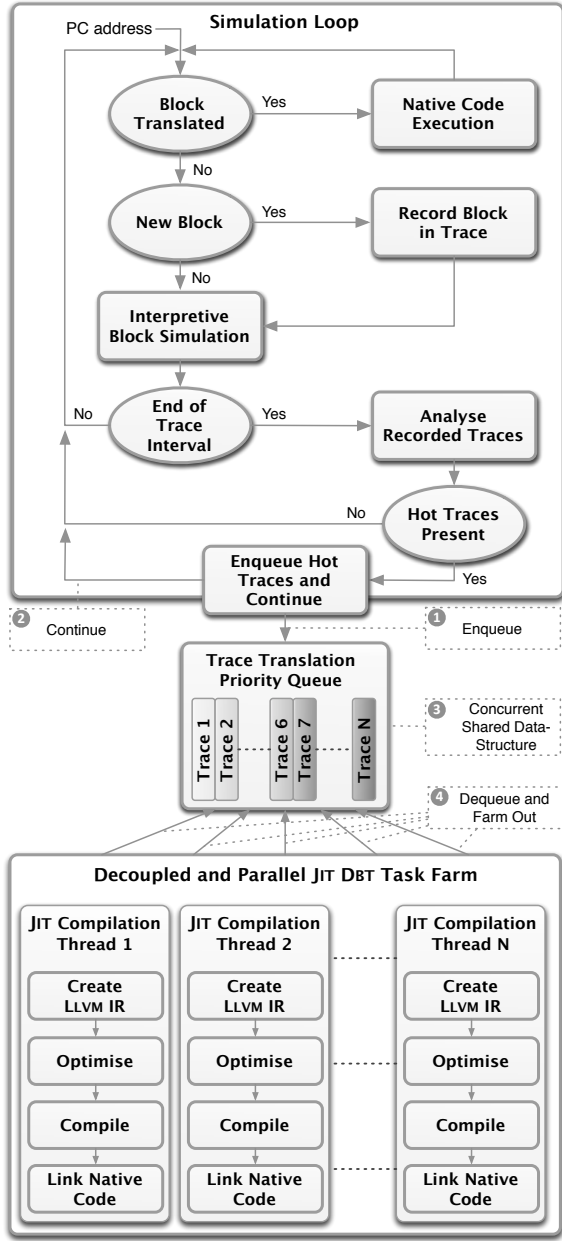 Simulation Loop
PC address
Block
Translated
Yes
Native Code
Execution
No
New Block
Yes
Record Block
in Trace
No
Interpretive
Block Simulation
No
End of
Trace
Interval
Yes
Analyse
Recorded Traces
No
Hot Traces
Present
Yes
Enqueue Hot
Traces and
Continue
2 Continue
1 Enqueue
Trace Translation
Priority Queue
Trace 1
Trace 2
Trace 6
Trace 7
Trace N
3 Concurrent
Shared Data-
Structure
4 Dequeue and
Farm Out
Decoupled and Parallel JIT DBT Task Farm
JIT Compilation
Thread 1
Create
LLVM IR
Optimise
Compile
Link Native
Code
JIT Compilation
Thread 2
Create
LLVM IR
Optimise
Compile
Link Native
Code
JIT Compilation
Thread N
Create
LLVM IR
Optimise
Compile
Link Native
Code